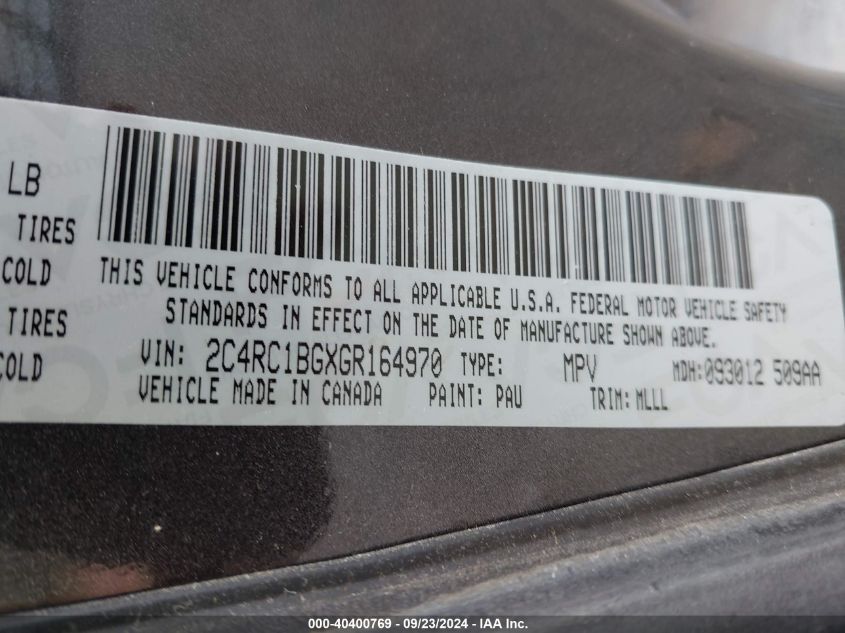 LB
TIRES
COLD
THIS VEHICLE CONFORMS TO ALL APPLICABLE U.S.A. FEDERAL MOTOR VEHICLE SAFETY
TIRES STANDARDS IN EFFECT ON THE DATE OF MANUFACTURE SHOWN ABOVE.
COLD VIN: 2C4RC1BGXGR164970 TYPE: MPV MDH: 093012 509AA
VEHICLE MADE IN CANADA PAINT: PAU TRIM: MLLL
000-40400769 - 09/23/2024 - IAA Inc.